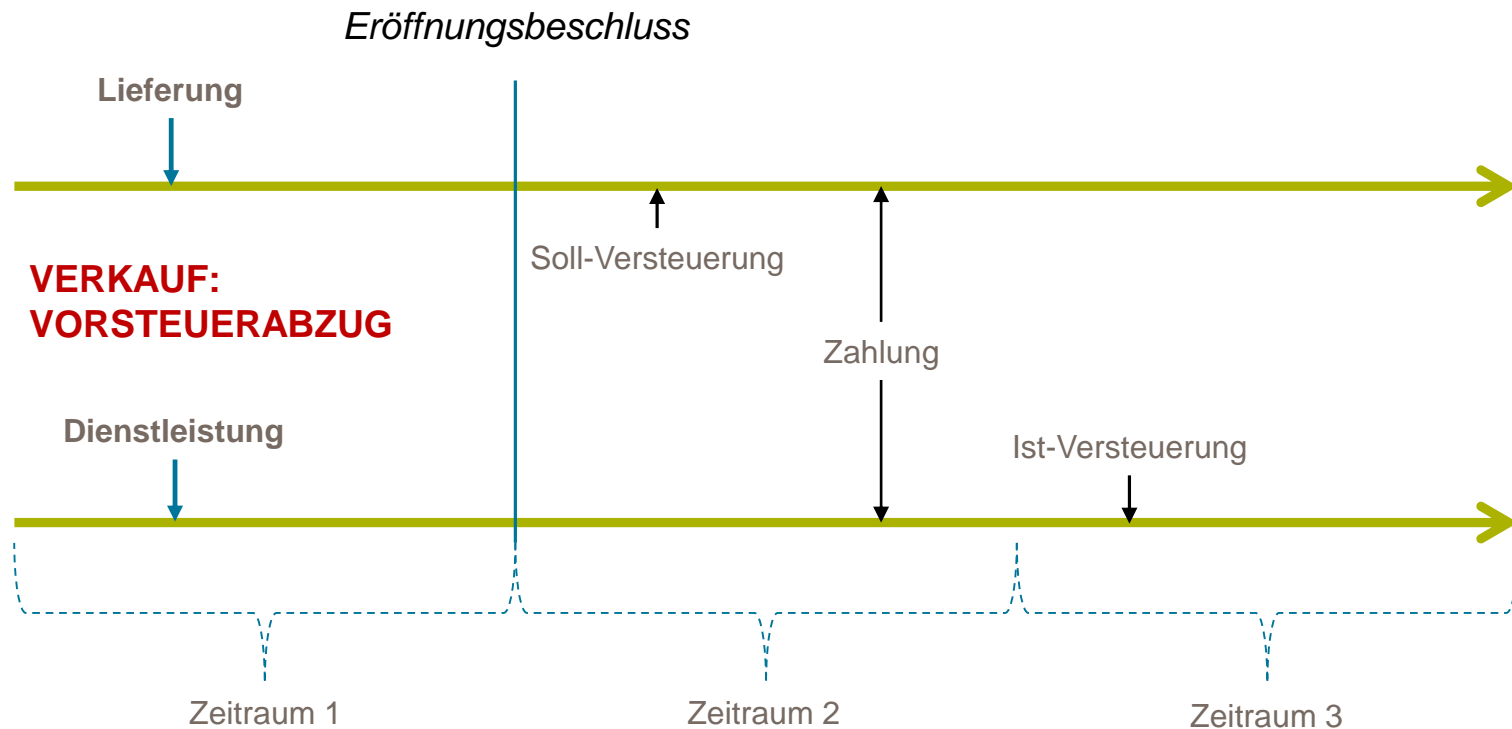 Eröffnungsbeschluss
Lieferung
Soll-Versteuerung
VERKAUF:
VORSTEUERABZUG
Zahlung
Dienstleistung
Ist-Versteuerung
Zeitraum 1
Zeitraum 2
Zeitraum 3